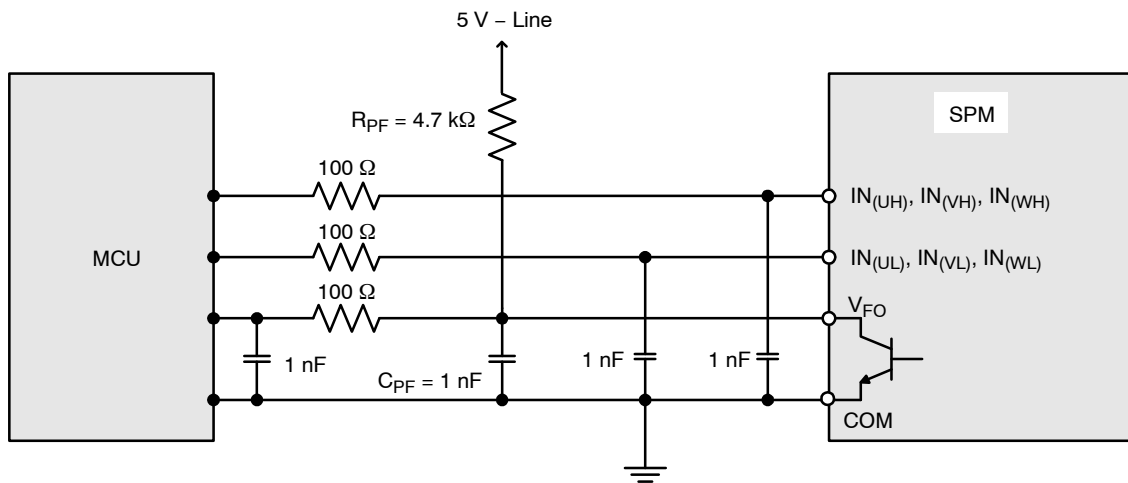 5 V – Line
R_PF = 4.7 kΩ
SPM
100 Ω
IN_(UH), IN_(VH), IN_(WH)
100 Ω
MCU
IN_(UL), IN_(VL), IN_(WL)
100 Ω
V_FO
1 nF
C_PF = 1 nF
1 nF
1 nF
COM